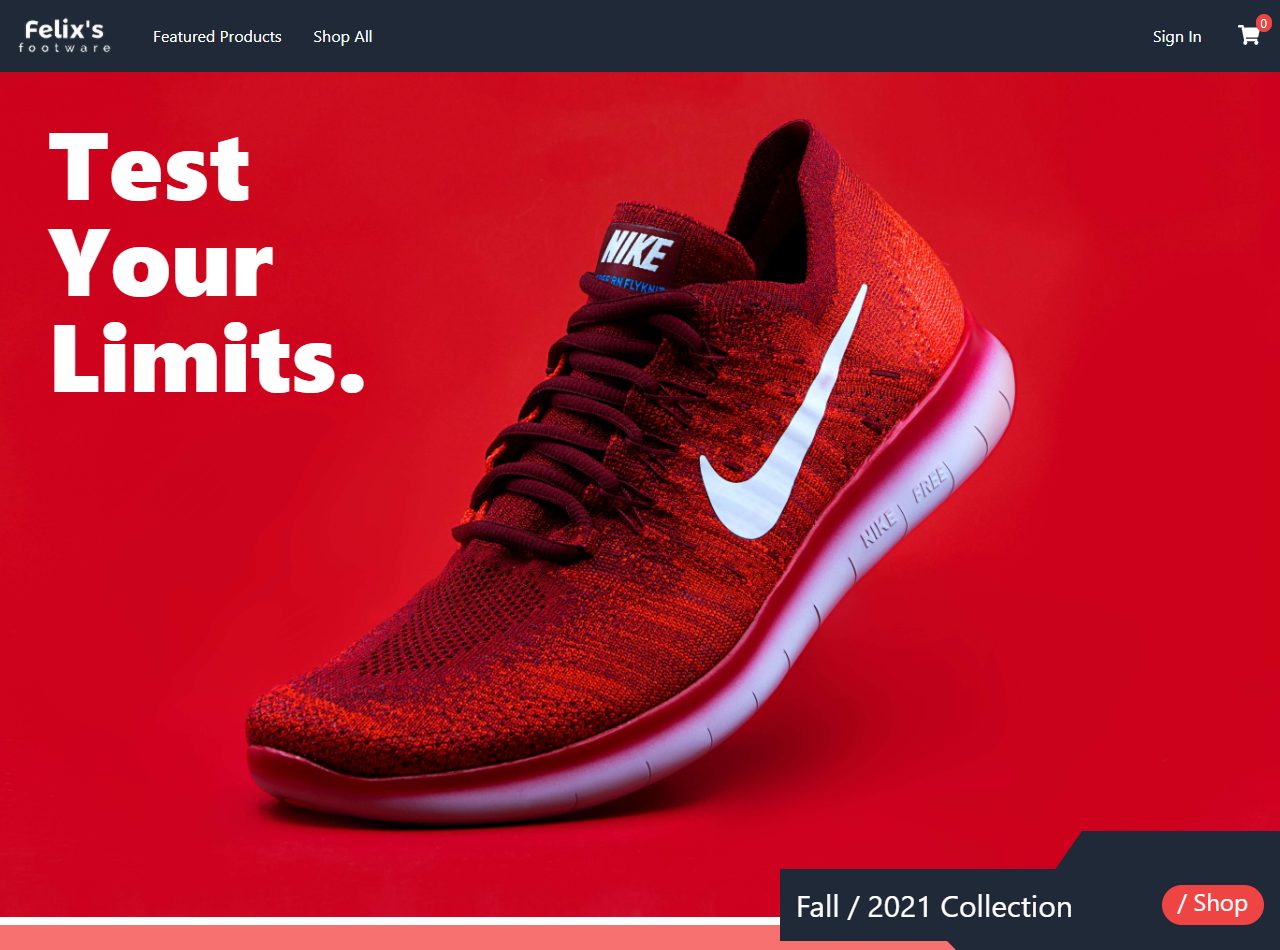 Felix's
footware
Featured Products
Shop All
Sign In
0
Test
Your
Limits.
NIKE
RN FLYKNIT
NIKE FREE
Fall / 2021 Collection
/ Shop